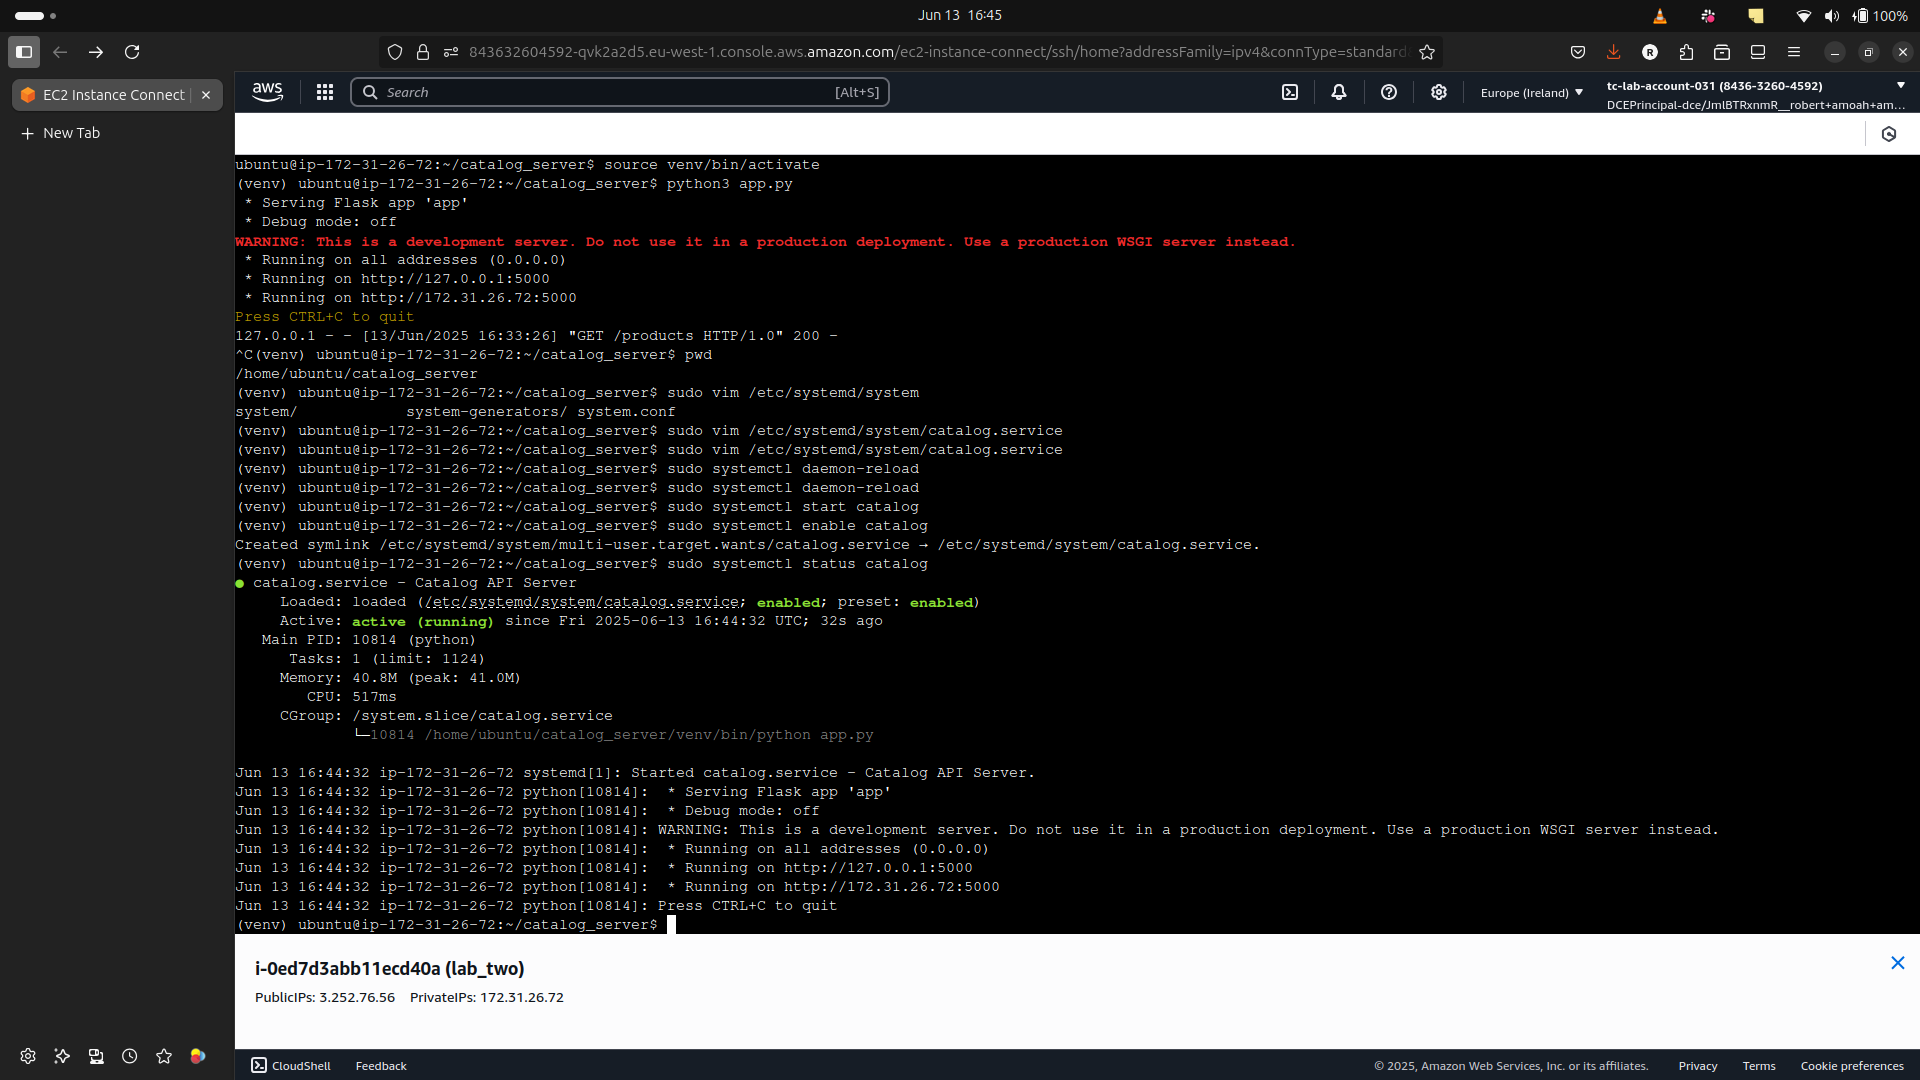 Jun 13 16:45
100%
843632604592-qvk2a2d5.eu-west-1.console.aws.amazon.com/ec2-instance-connect/ssh/home?addressFamily=ipv4&connType=standard
EC2 Instance Connect
New Tab
aws
Search [Alt+S]
Europe (Ireland)
tc-lab-account-031 (8436-3260-4592)
DCEPrincipal-dce/JmlBTRxnmR__robert+amoah+am...
ubuntu@ip-172-31-26-72:~/catalog_server$ source venv/bin/activate
(venv) ubuntu@ip-172-31-26-72:~/catalog_server$ python3 app.py
* Serving Flask app 'app'
* Debug mode: off
WARNING: This is a development server. Do not use it in a production deployment. Use a production WSGI server instead.
* Running on all addresses (0.0.0.0)
* Running on http://127.0.0.1:5000
* Running on http://172.31.26.72:5000
Press CTRL+C to quit
127.0.0.1 - - [13/Jun/2025 16:33:26] "GET /products HTTP/1.0" 200 -
^C(venv) ubuntu@ip-172-31-26-72:~/catalog_server$ pwd
/home/ubuntu/catalog_server
(venv) ubuntu@ip-172-31-26-72:~/catalog_server$ sudo vim /etc/systemd/system
system/ system-generators/ system.conf
(venv) ubuntu@ip-172-31-26-72:~/catalog_server$ sudo vim /etc/systemd/system/catalog.service
(venv) ubuntu@ip-172-31-26-72:~/catalog_server$ sudo vim /etc/systemd/system/catalog.service
(venv) ubuntu@ip-172-31-26-72:~/catalog_server$ sudo systemctl daemon-reload
(venv) ubuntu@ip-172-31-26-72:~/catalog_server$ sudo systemctl daemon-reload
(venv) ubuntu@ip-172-31-26-72:~/catalog_server$ sudo systemctl start catalog
(venv) ubuntu@ip-172-31-26-72:~/catalog_server$ sudo systemctl enable catalog
Created symlink /etc/systemd/system/multi-user.target.wants/catalog.service → /etc/systemd/system/catalog.service.
(venv) ubuntu@ip-172-31-26-72:~/catalog_server$ sudo systemctl status catalog
● catalog.service - Catalog API Server
Loaded: loaded (/etc/systemd/system/catalog.service; enabled; preset: enabled)
Active: active (running) since Fri 2025-06-13 16:44:32 UTC; 32s ago
Main PID: 10814 (python)
Tasks: 1 (limit: 1124)
Memory: 40.8M (peak: 41.0M)
CPU: 517ms
CGroup: /system.slice/catalog.service
└─10814 /home/ubuntu/catalog_server/venv/bin/python app.py
Jun 13 16:44:32 ip-172-31-26-72 systemd[1]: Started catalog.service - Catalog API Server.
Jun 13 16:44:32 ip-172-31-26-72 python[10814]:  * Serving Flask app 'app'
Jun 13 16:44:32 ip-172-31-26-72 python[10814]:  * Debug mode: off
Jun 13 16:44:32 ip-172-31-26-72 python[10814]: WARNING: This is a development server. Do not use it in a production deployment. Use a production WSGI server instead.
Jun 13 16:44:32 ip-172-31-26-72 python[10814]:  * Running on all addresses (0.0.0.0)
Jun 13 16:44:32 ip-172-31-26-72 python[10814]:  * Running on http://127.0.0.1:5000
Jun 13 16:44:32 ip-172-31-26-72 python[10814]:  * Running on http://172.31.26.72:5000
Jun 13 16:44:32 ip-172-31-26-72 python[10814]: Press CTRL+C to quit
(venv) ubuntu@ip-172-31-26-72:~/catalog_server$
i-0ed7d3abb11ecd40a (lab_two)
PublicIPs: 3.252.76.56 PrivateIPs: 172.31.26.72
CloudShell Feedback © 2025, Amazon Web Services, Inc. or its affiliates. Privacy Terms Cookie preferences